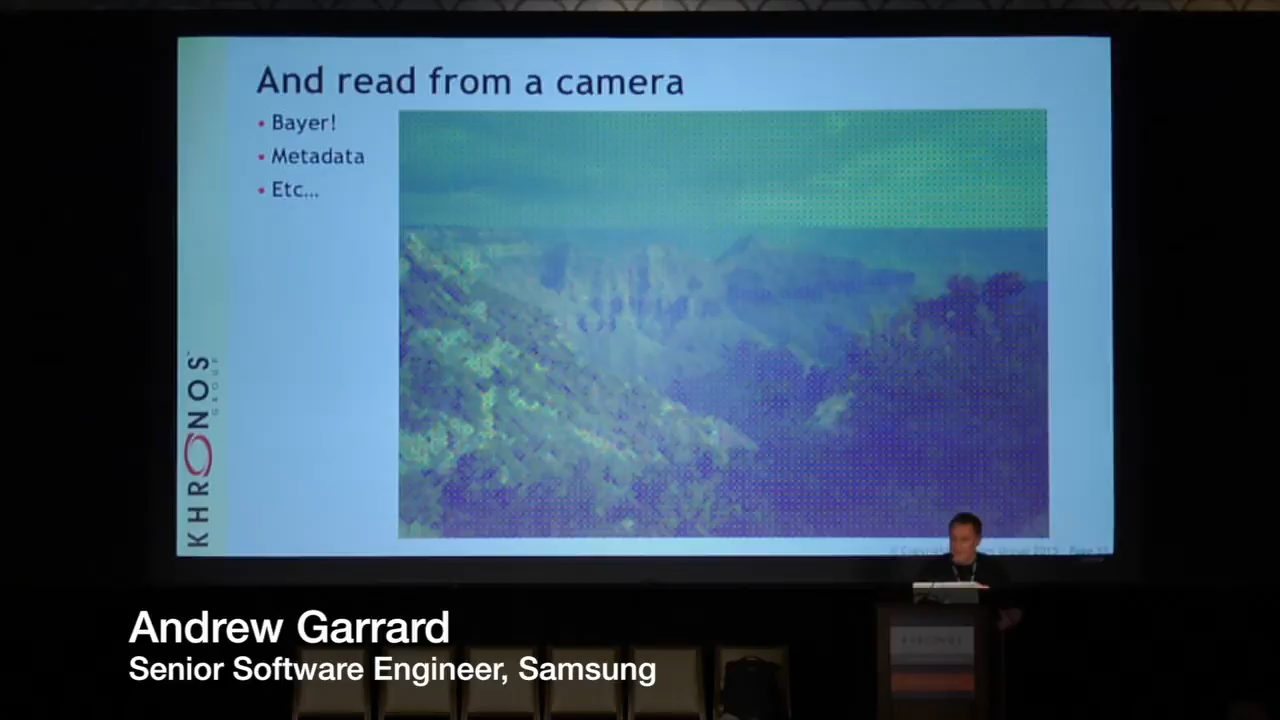 And read from a camera
• Bayer!
• Metadata
• Etc...
KHRONOS
GROUP
Andrew Garrard
Senior Software Engineer, Samsung